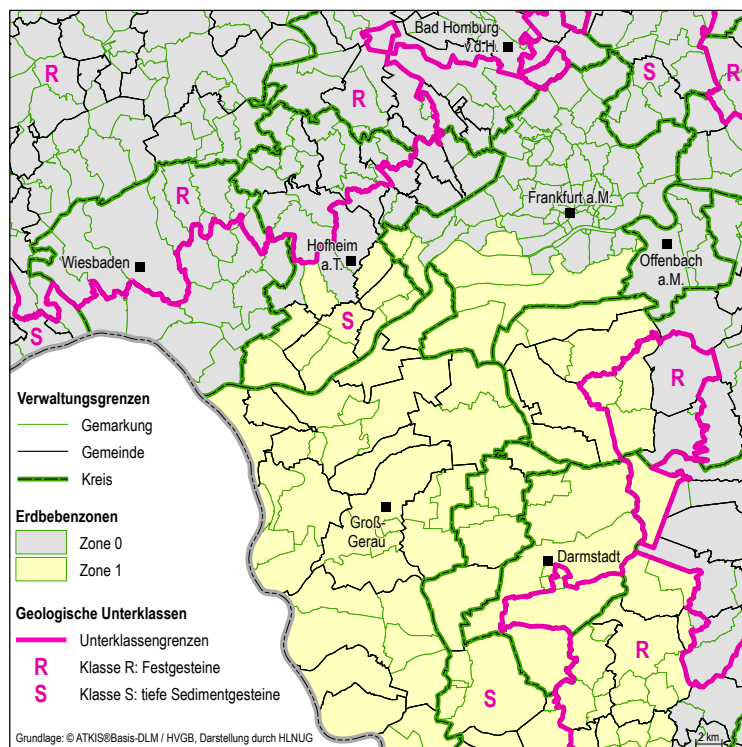 Bad Homburg
v.d.H.
R
S
R
R
R
Frankfurt a.M.
Hofheim
a.T.
Offenbach
a.M.
Wiesbaden
S
S
R
Verwaltungsgrenzen
Gemarkung
Gemeinde
Kreis
Erdbebenzonen
Zone 0
Zone 1
Groß-
Gerau
Darmstadt
Geologische Unterklassen
Unterklassengrenzen
R Klasse R: Festgesteine
S Klasse S: tiefe Sedimentgesteine
R
S
Grundlage: © ATKIS®Basis-DLM / HVGB, Darstellung durch HLNUG
2 km